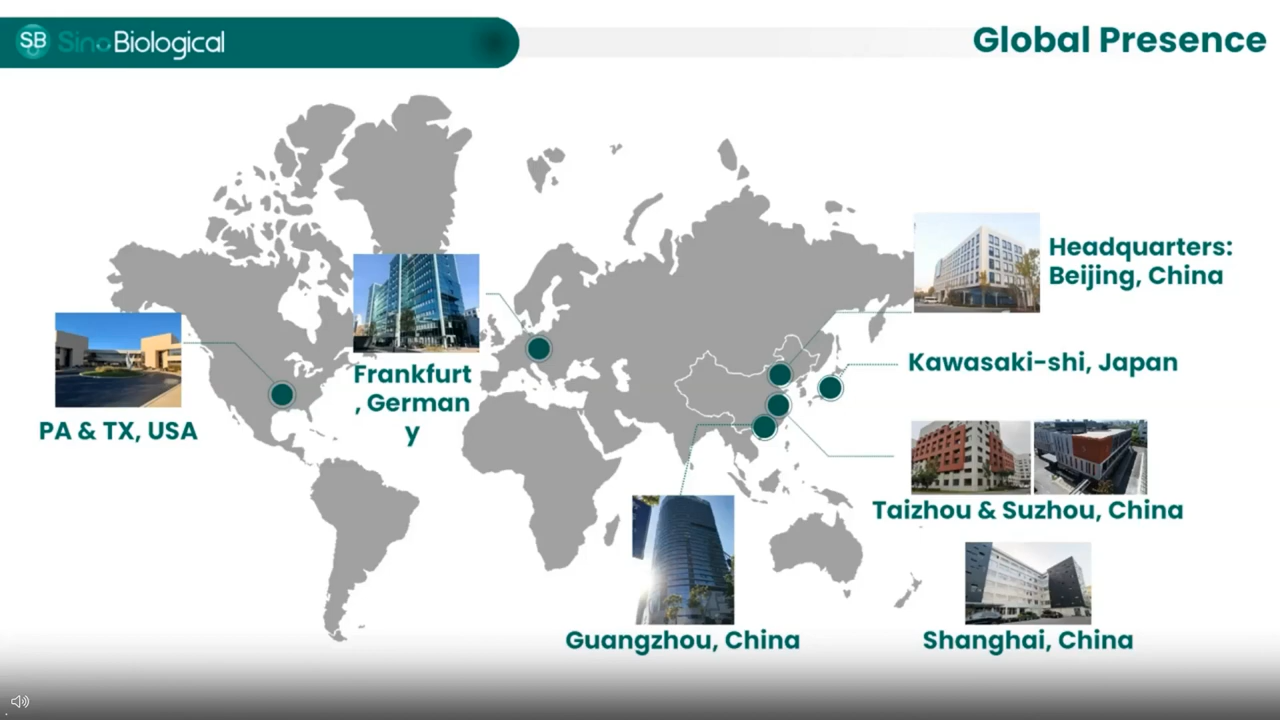 SB SinoBiological
Global Presence
Headquarters:
Beijing, China
Kawasaki-shi, Japan
Frankfurt
, German
y
PA & TX, USA
Taizhou & Suzhou, China
Guangzhou, China
Shanghai, China